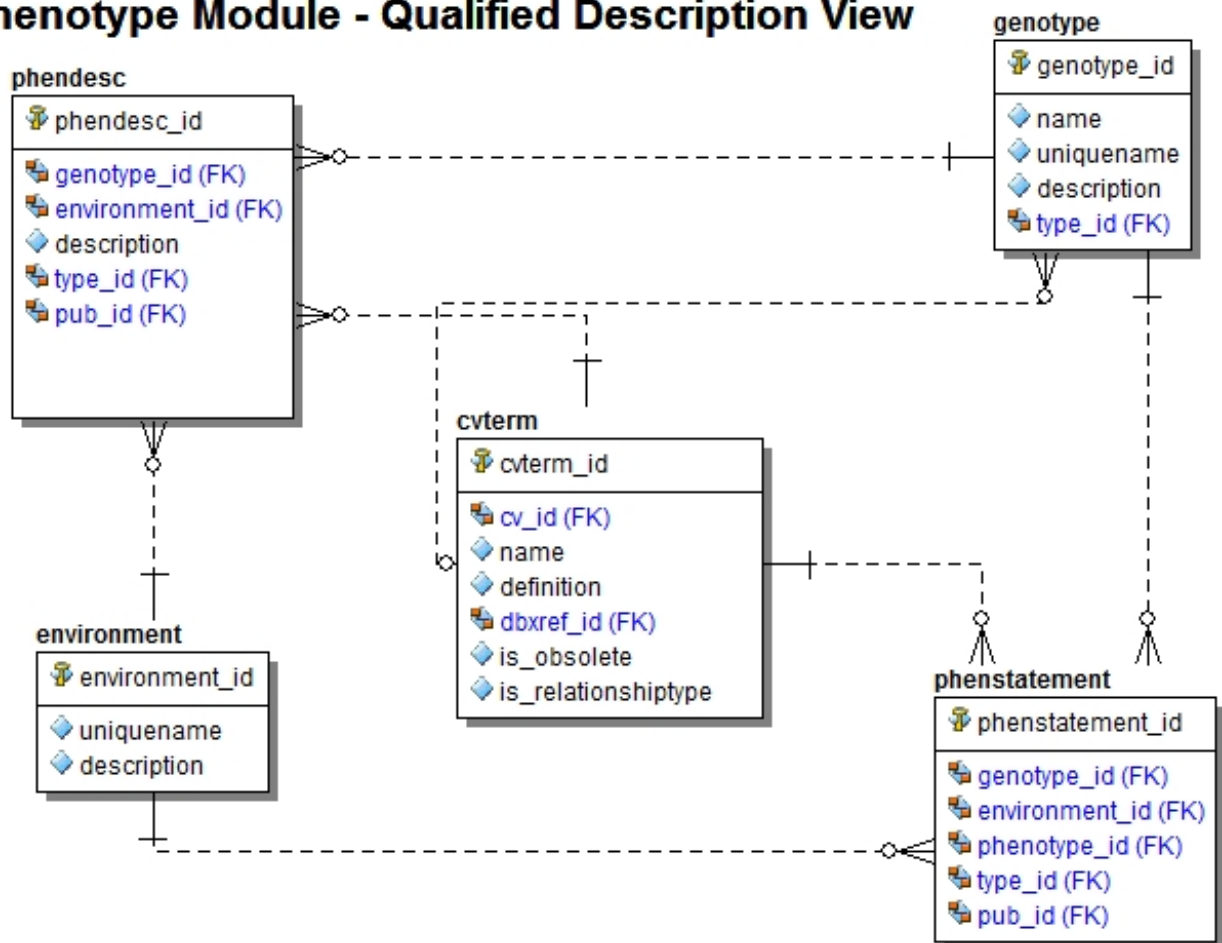 henotype Module - Qualified Description View
phendesc
phendesc_id
genotype_id (FK)
environment_id (FK)
description
type_id (FK)
pub_id (FK)
genotype
genotype_id
name
uniquename
description
type_id (FK)
cvterm
cvterm_id
cv_id (FK)
name
definition
dbxref_id (FK)
is_obsolete
is_relationshiptype
environment
environment_id
uniquename
description
phenstatement
phenstatement_id
genotype_id (FK)
environment_id (FK)
phenotype_id (FK)
type_id (FK)
pub_id (FK)